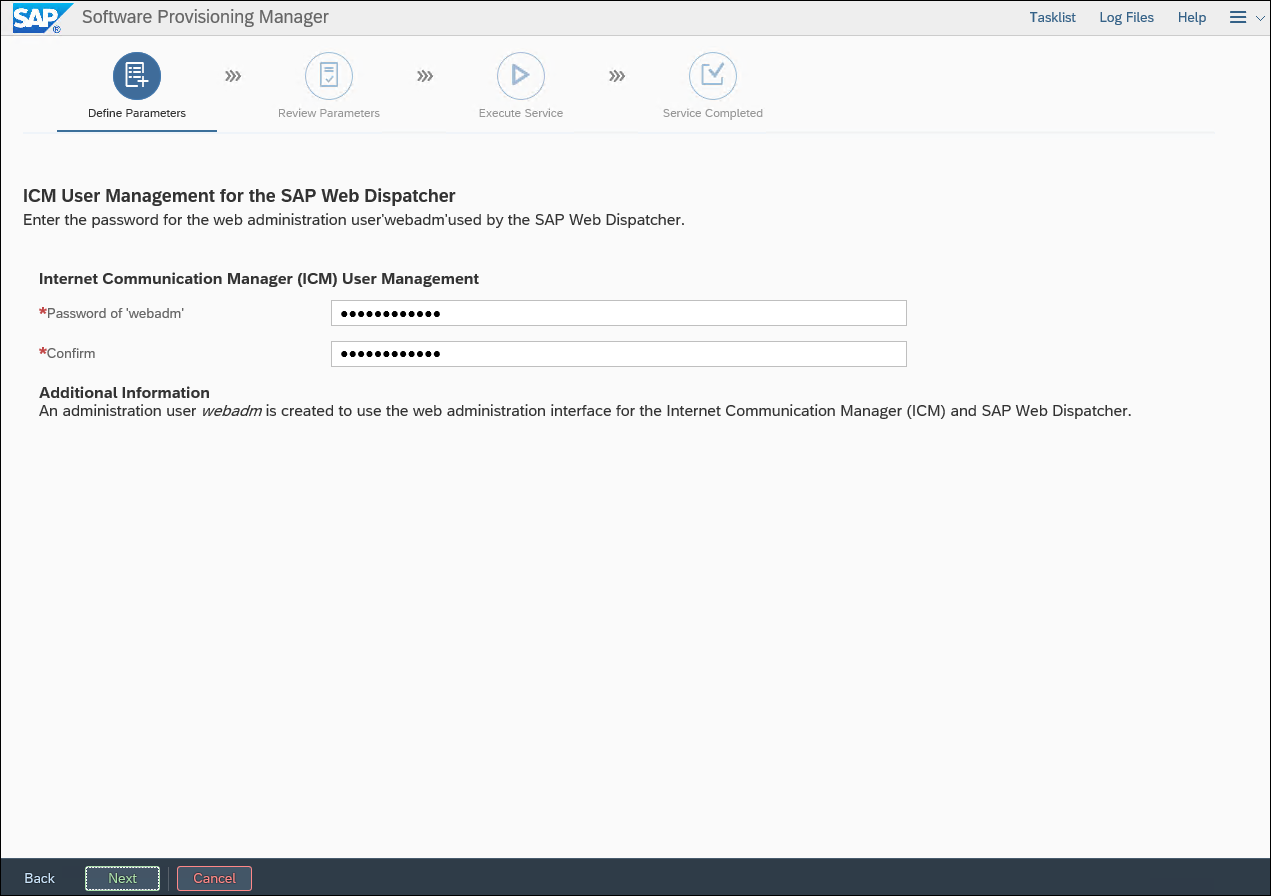 SAP ® Software Provisioning Manager Tasklist Log Files Help
Define Parameters Review Parameters Execute Service Service Completed
ICM User Management for the SAP Web Dispatcher
Enter the password for the web administration user'webadm'used by the SAP Web Dispatcher.
Internet Communication Manager (ICM) User Management
*Password of 'webadm' ●●●●●●●●●●●●
*Confirm ●●●●●●●●●●●●
Additional Information
An administration user webadm is created to use the web administration interface for the Internet Communication Manager (ICM) and SAP Web Dispatcher.
Back Next Cancel